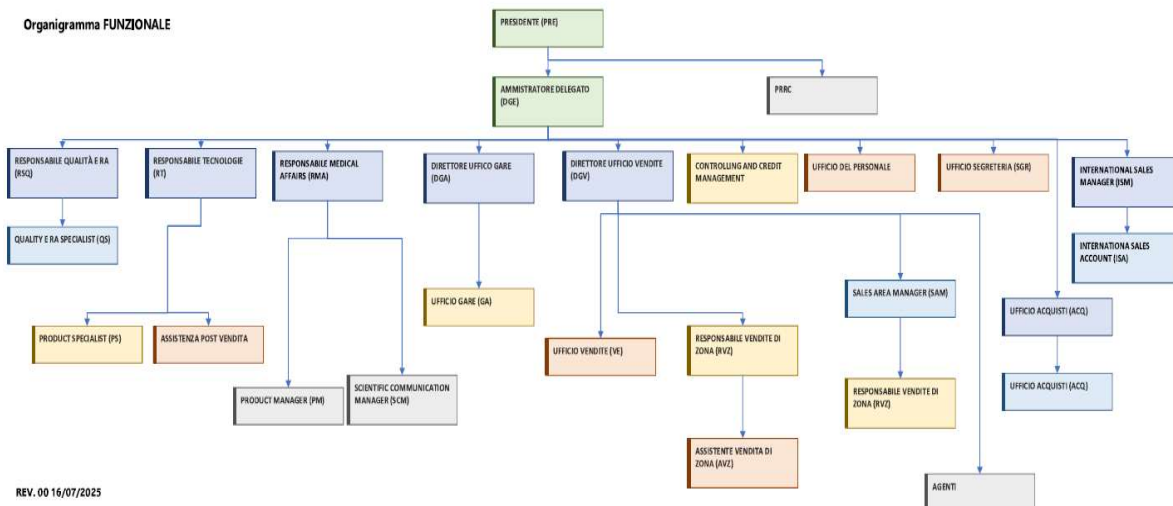 Organigramma FUNZIONALE
PRESIDENTE (PRE)
AMMISTRATORE DELEGATO
(DGE)
PRRC
RESPONSABILE QUALITÀ E RA
(RSQ)
RESPONSABILE TECNOLOGIE
(RT)
RESPONSABILE MEDICAL
AFFAIRS (RMA)
DIRETTORE UFFICO GARE
(DGA)
DIRETTORE UFFICIO VENDITE
(DGV)
CONTROLLING AND CREDIT
MANAGEMENT
UFFICIO DEL PERSONALE
UFFICIO SEGRETERIA (SGR)
INTERNATIONAL SALES
MANAGER (ISM)
QUALITY E RA SPECIALIST (QS)
INTERNATIONA SALES
ACCOUNT (ISA)
UFFICIO GARE (GA)
SALES AREA MANAGER (SAM)
UFFICIO ACQUISTI (ACQ)
PRODUCT SPECIALIST (PS)
ASSISTENZA POST VENDITA
UFFICIO VENDITE (VE)
RESPONSABILE VENDITE DI
ZONA (RVZ)
PRODUCT MANAGER (PM)
SCIENTIFIC COMMUNICATION
MANAGER (SCM)
RESPONSABILE VENDITE DI
ZONA (RVZ)
UFFICIO ACQUISTI (ACQ)
ASSISTENTE VENDITA DI
ZONA (AVZ)
AGENTI
REV. 00 16/07/2025